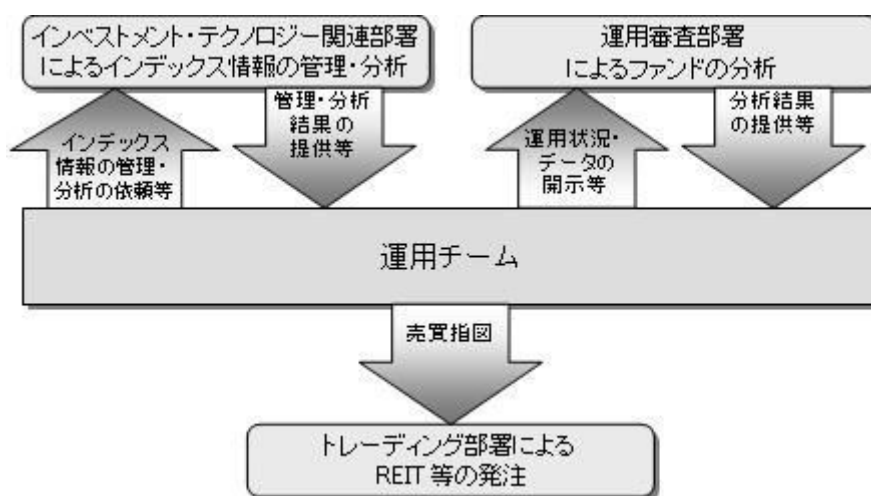 インベストメント・テクノロジー関連部署
によるインデックス情報の管理・分析
運用審査部署
によるファンドの分析
インデックス
情報の管理・
分析の依頼等
管理・分析
結果の
提供等
運用状況・
データの
開示等
分析結果
の提供等
運用チーム
売買指図
トレーディング部署による
REIT等の発注